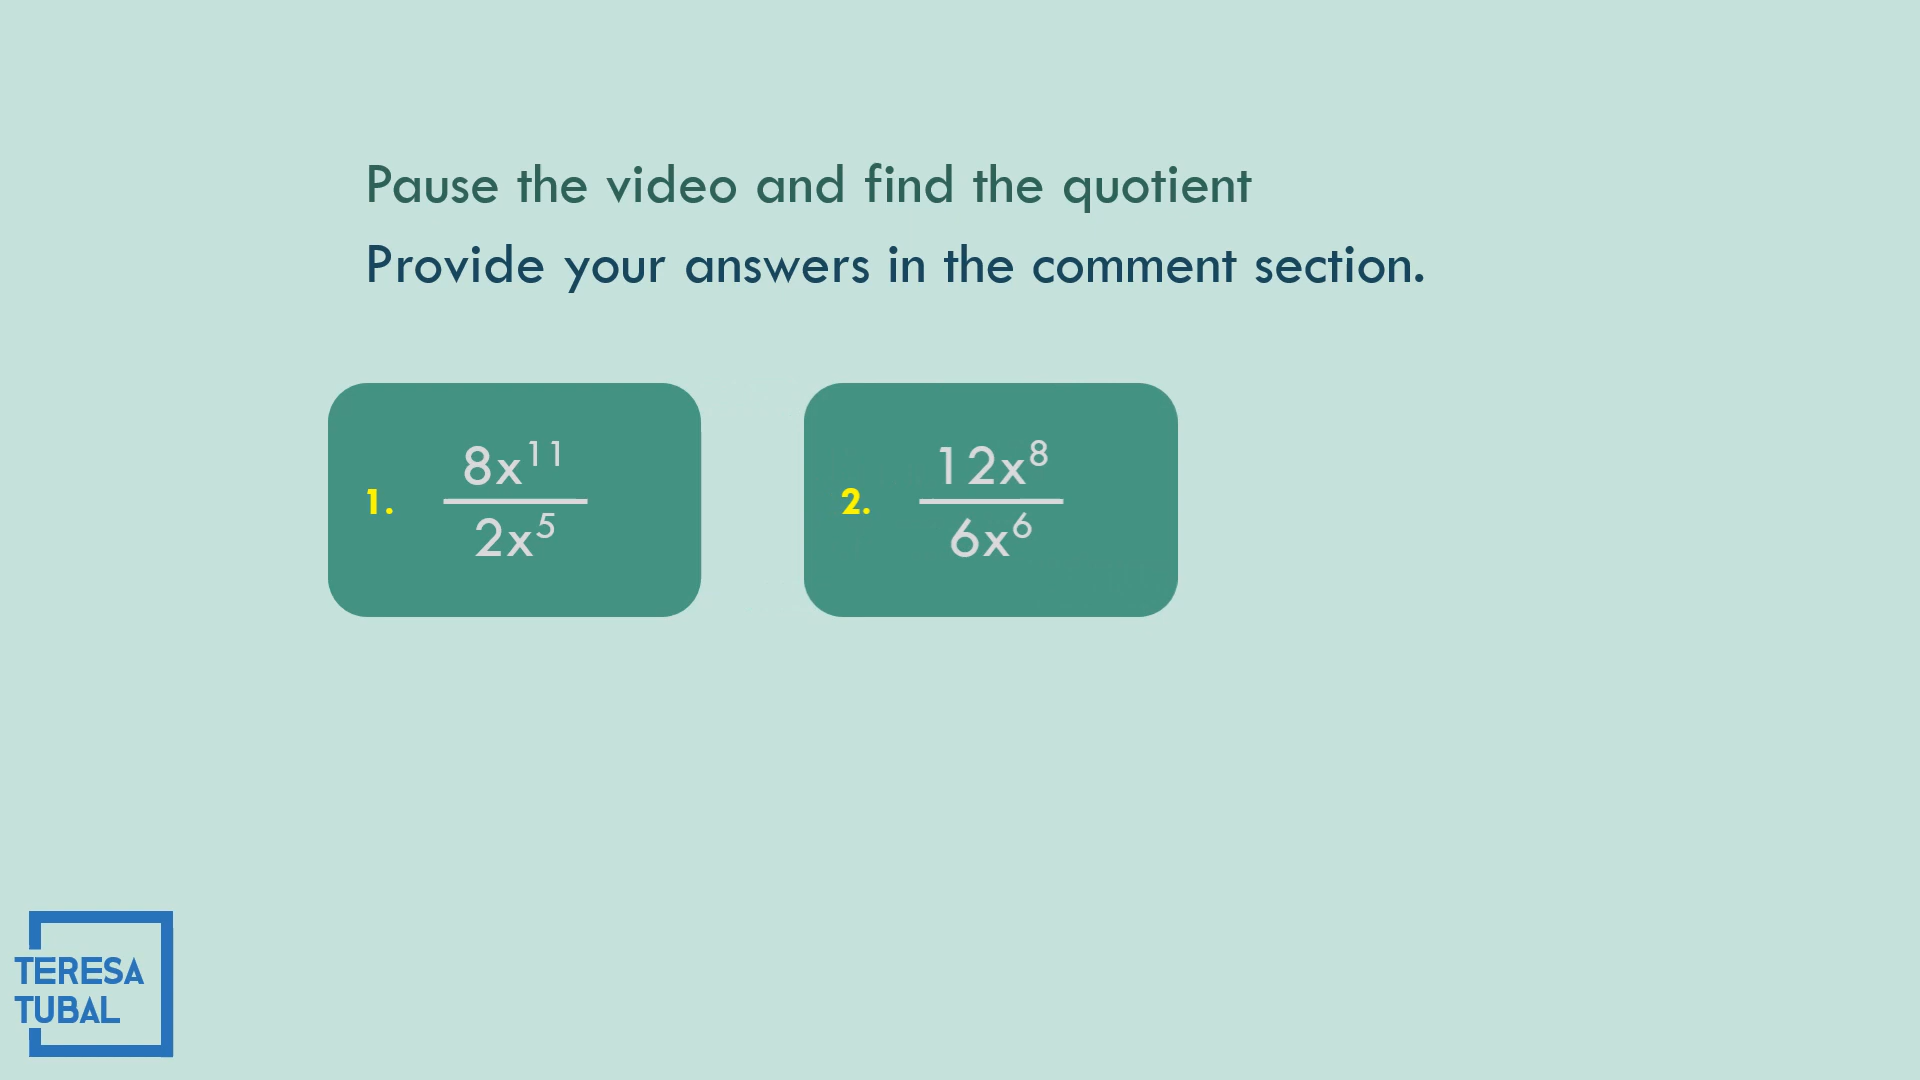 Pause the video and find the quotient
Provide your answers in the comment section.
1. 8x¹¹
2x⁵
2. 12x⁸
6x⁶
TERESA
TUBAL